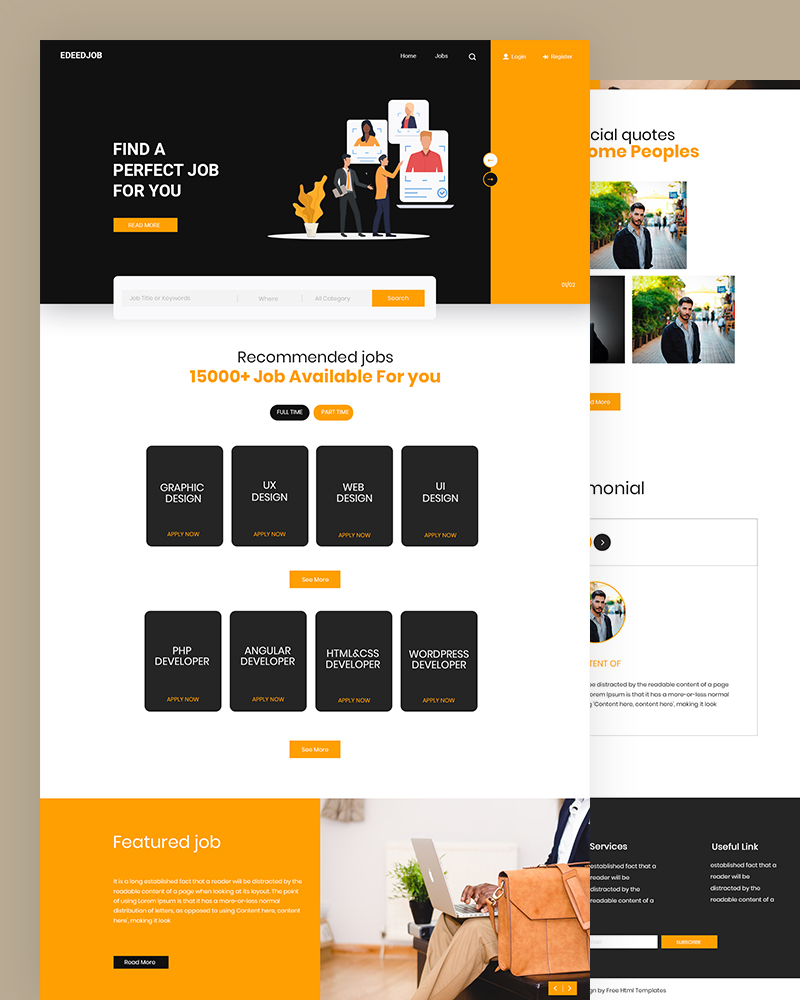 EDEEDJOB
Home
Jobs
Login
Register
FIND A
PERFECT JOB
FOR YOU
READ MORE
01/02
Job Title or Keywords
Where
All Category
Search
Recommended jobs
15000+ Job Available For you
FULL TIME
PART TIME
GRAPHIC
DESIGN
APPLY NOW
UX
DESIGN
APPLY NOW
WEB
DESIGN
APPLY NOW
UI
DESIGN
APPLY NOW
See More
PHP
DEVELOPER
APPLY NOW
ANGULAR
DEVELOPER
APPLY NOW
HTML&CSS
DEVELOPER
APPLY NOW
WORDPRESS
DEVELOPER
APPLY NOW
See More
Featured job
It is a long established fact that a reader will be distracted by the
readable content of a page when looking at its layout. The point
of using Lorem Ipsum is that it has a more-or-less normal
distribution of letters, as opposed to using 'Content here, content
here', making it look
Read More
cial quotes
ome Peoples
d More
monial
TENT OF
be distracted by the readable content of a page
Lorem Ipsum is that it has a more-or-less normal
g 'Content here, content here', making it look
Services
established fact that a
reader will be
distracted by the
readable content of a
Useful Link
established fact that a
reader will be
distracted by the
readable content of a
SUBSCRIBE
gn by Free Html Templates